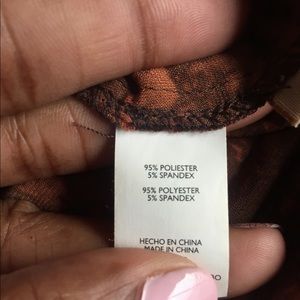 95% POLIESTER
5% SPANDEX
95% POLYESTER
5% SPANDEX
HECHO EN CHINA
MADE IN CHINA